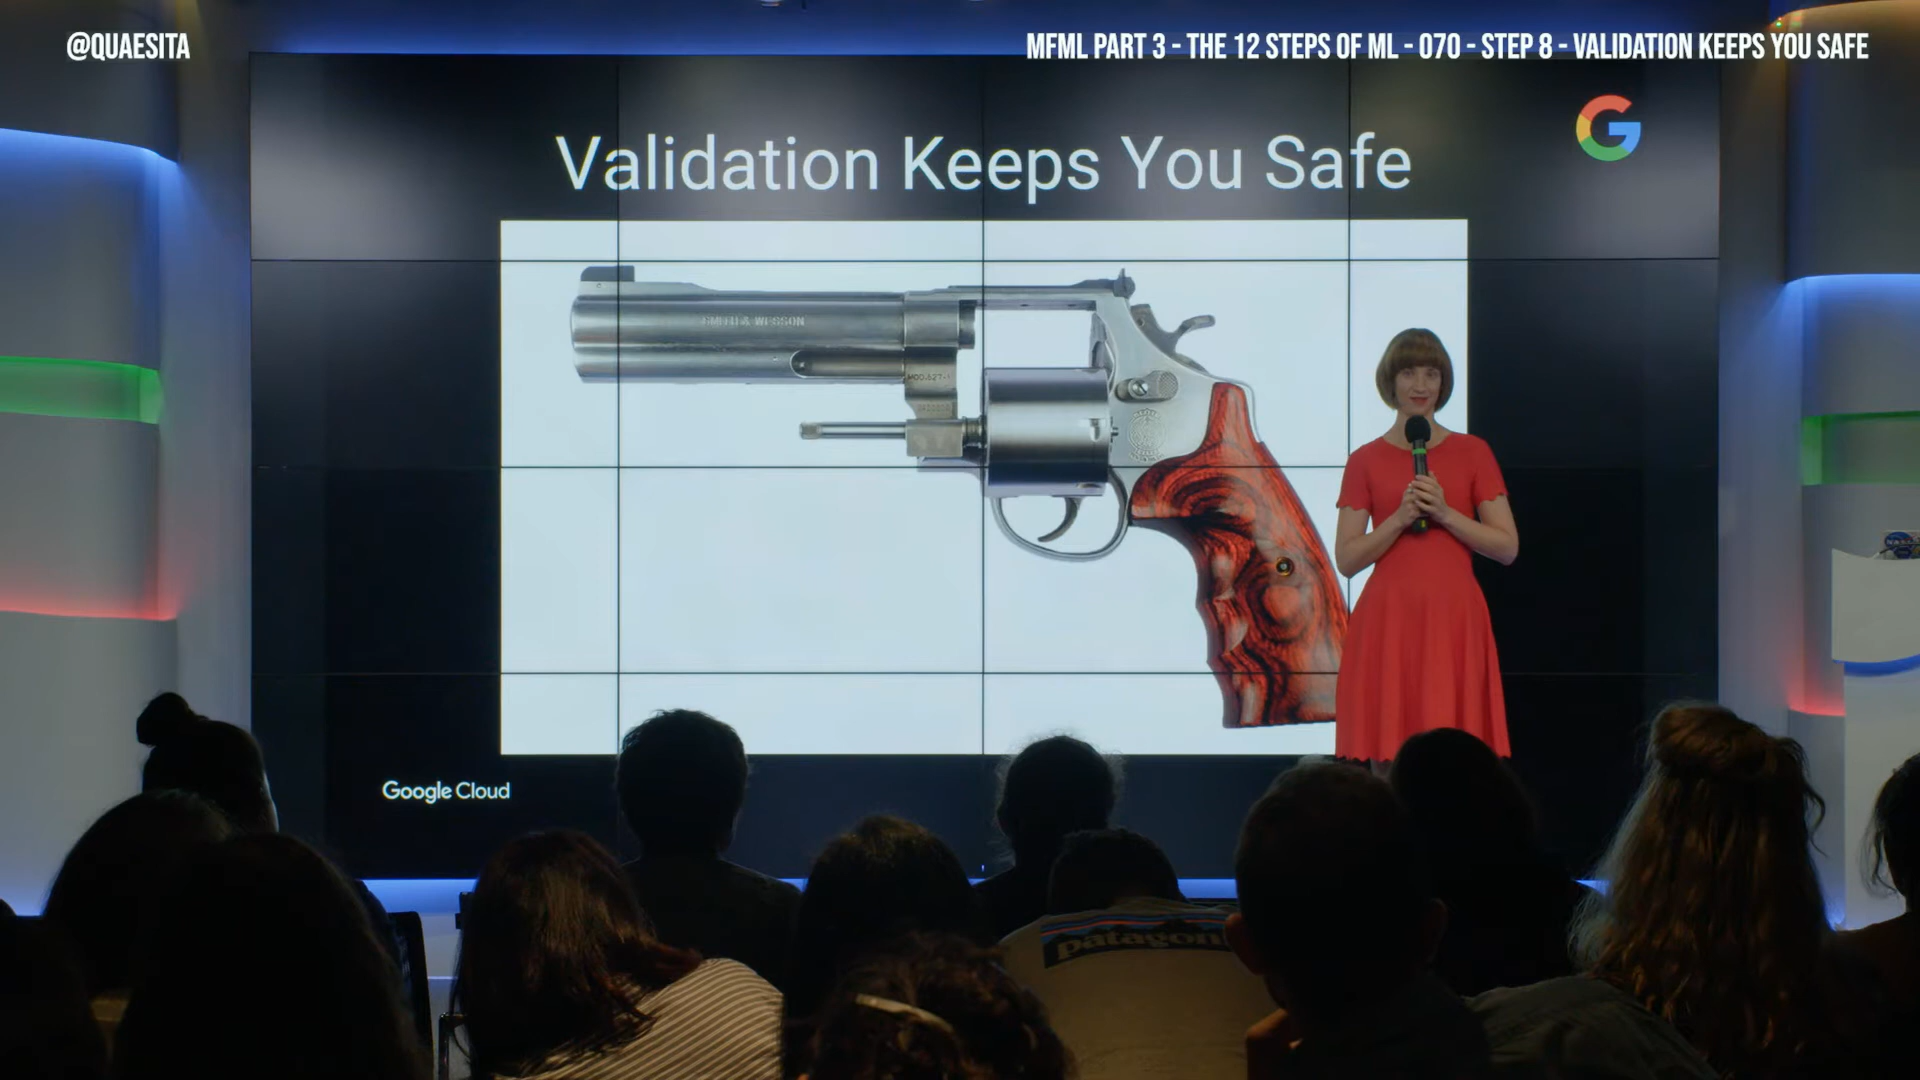 @QUAESITA
MFML PART 3 - THE 12 STEPS OF ML - 070 - STEP 8 - VALIDATION KEEPS YOU SAFE
G
Validation Keeps You Safe
SMITH & WESSON
Google Cloud
patagon